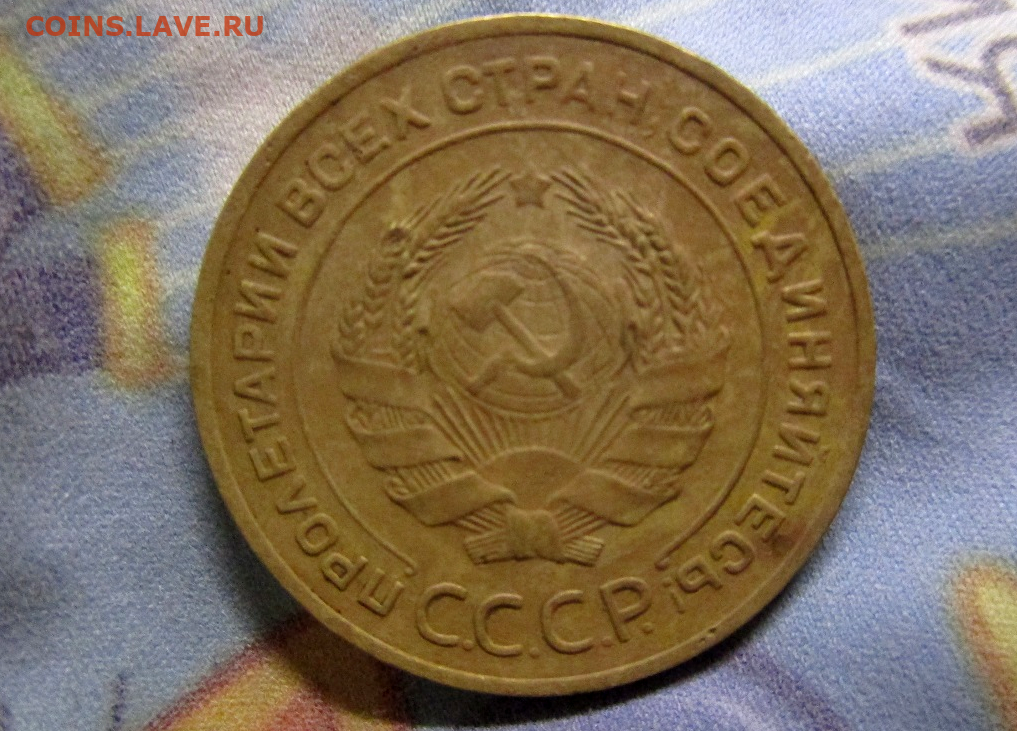 COINS.LAVE.RU
ПРОЛЕТАРИИ ВСЕХ СТРАН, СОЕДИНЯЙТЕСЬ!
С.С.С.Р.